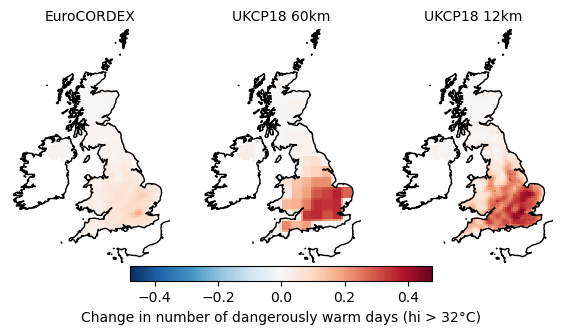 EuroCORDEX UKCP18 60km UKCP18 12km
−0.4 −0.2 0.0 0.2 0.4
Change in number of dangerously warm days (hi > 32°C)